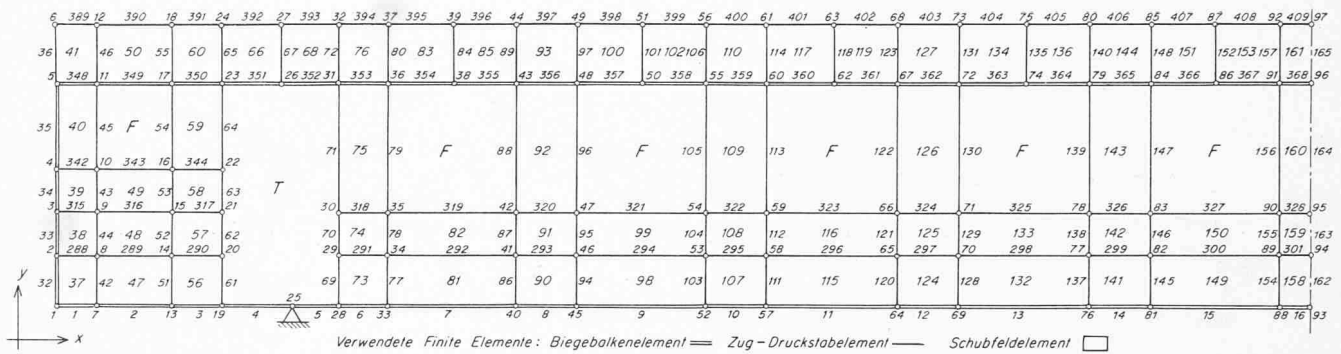 6 389 12 390 18 391 24 392 27 393 32 394 37 395 39 396 44 397 49 398 51 399 56 400 61 401 63 402 68 403 73 404 75 405 80 406 85 407 87 408 92 409 97
36 41 46 50 55 60 65 66 67 68 72 76 80 83 84 85 89 93 97 100 101 102 106 110 114 117 118 119 123 127 131 134 135 136 140 144 148 151 152 153 157 161 165
5 348 11 349 17 350 23 351 26 352 31 353 36 354 38 355 43 356 48 357 50 358 55 359 60 360 62 361 67 362 72 363 74 364 79 365 84 366 86 367 91 368 96
35 40 45 F 54 59 64 71 75 79 F 88 92 96 F 105 109 113 F 122 126 130 F 139 143 147 F 156 160 164
4 342 10 343 16 344 22
34 39 43 49 53 58 63 T
3 315 9 316 15 317 21 30 318 35 319 42 320 47 321 54 322 59 323 66 324 71 325 78 326 83 327 90 328 95
33 38 44 48 52 57 62 70 74 78 82 87 91 95 99 104 108 112 116 121 125 129 133 138 142 146 150 155 159 163
2 288 8 289 14 290 20 29 291 34 292 41 293 46 294 53 295 58 296 65 297 70 298 77 299 82 300 89 301 94
32 37 42 47 51 56 61 69 73 77 81 86 90 94 98 103 107 111 115 120 124 128 132 137 141 145 149 154 158 162
y
25
1 1 7 2 13 3 19 4 5 28 6 33 7 40 8 45 9 52 10 57 11 64 12 69 13 76 14 81 15 88 16 93
x
Verwendete Finite Elemente: Biegebalkenelement Zug-Druckstabelement Schubfeldelement